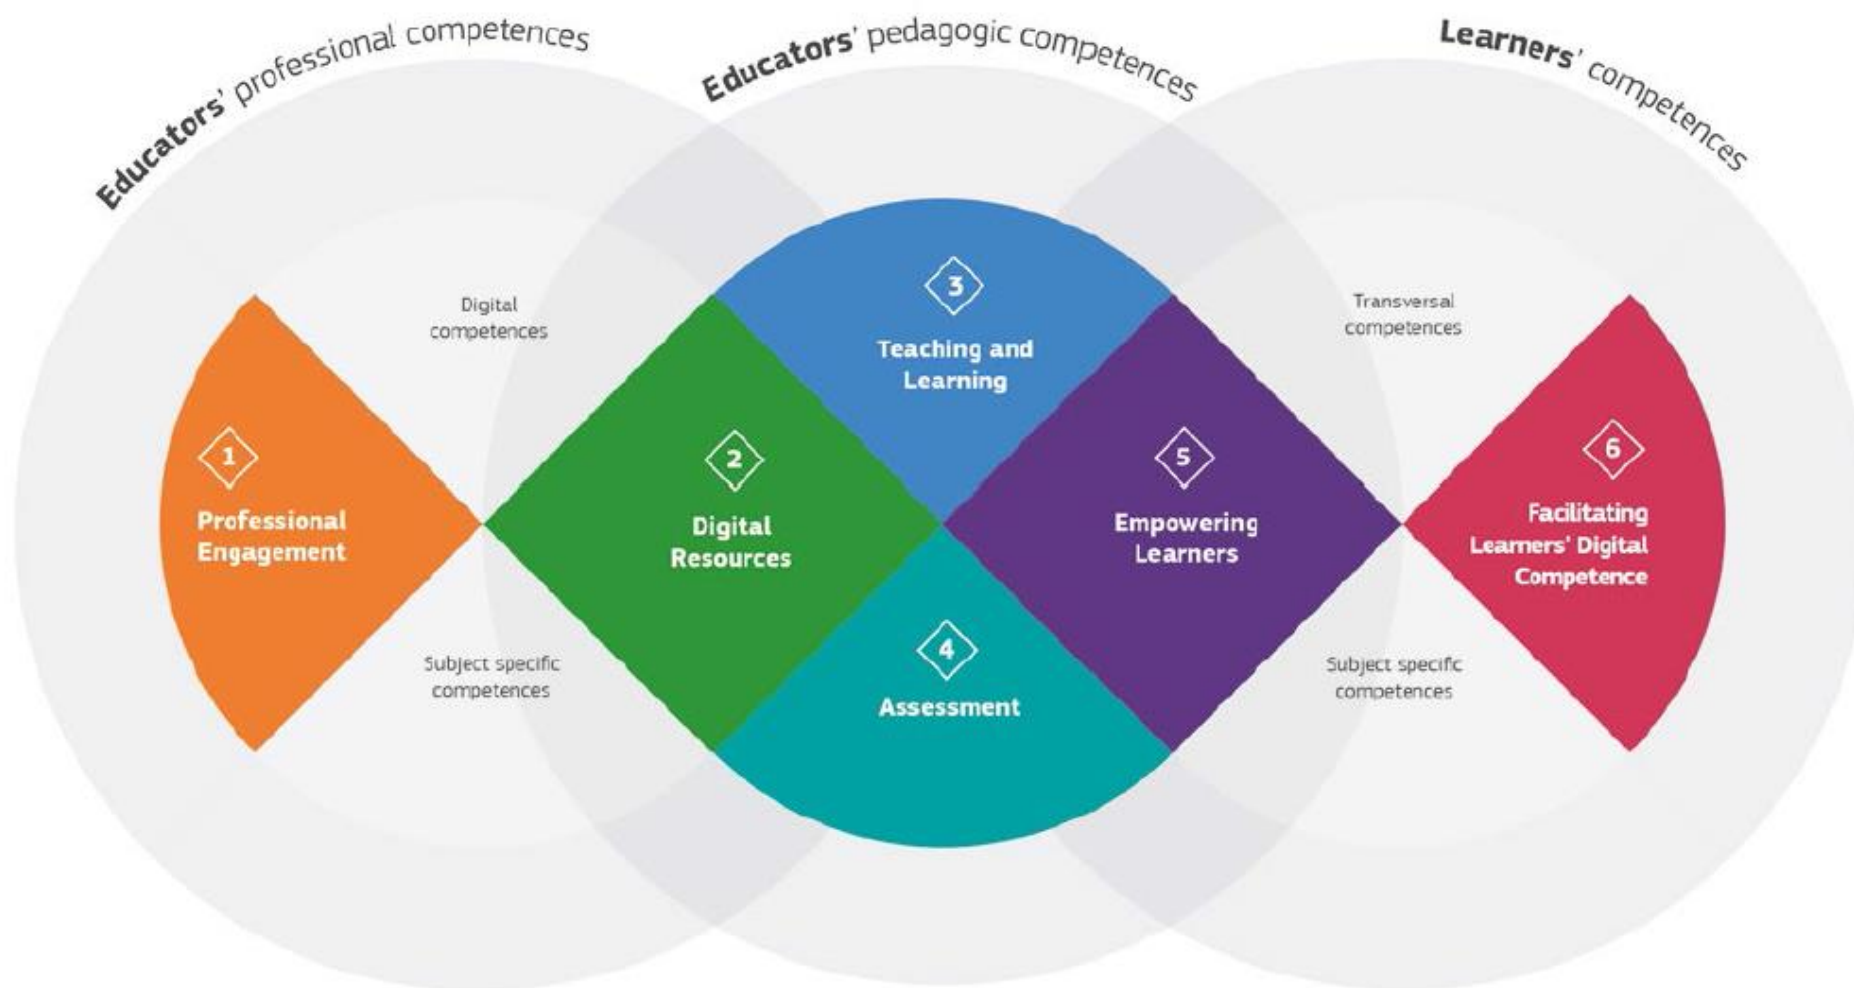 Educators' professional competences
Educators' pedagogic competences
Learners' competences
Digital
competences
Transversal
competences
3
Teaching and
Learning
1
Professional
Engagement
2
Digital
Resources
5
Empowering
Learners
6
Facilitating
Learners' Digital
Competence
4
Assessment
Subject specific
competences
Subject specific
competences